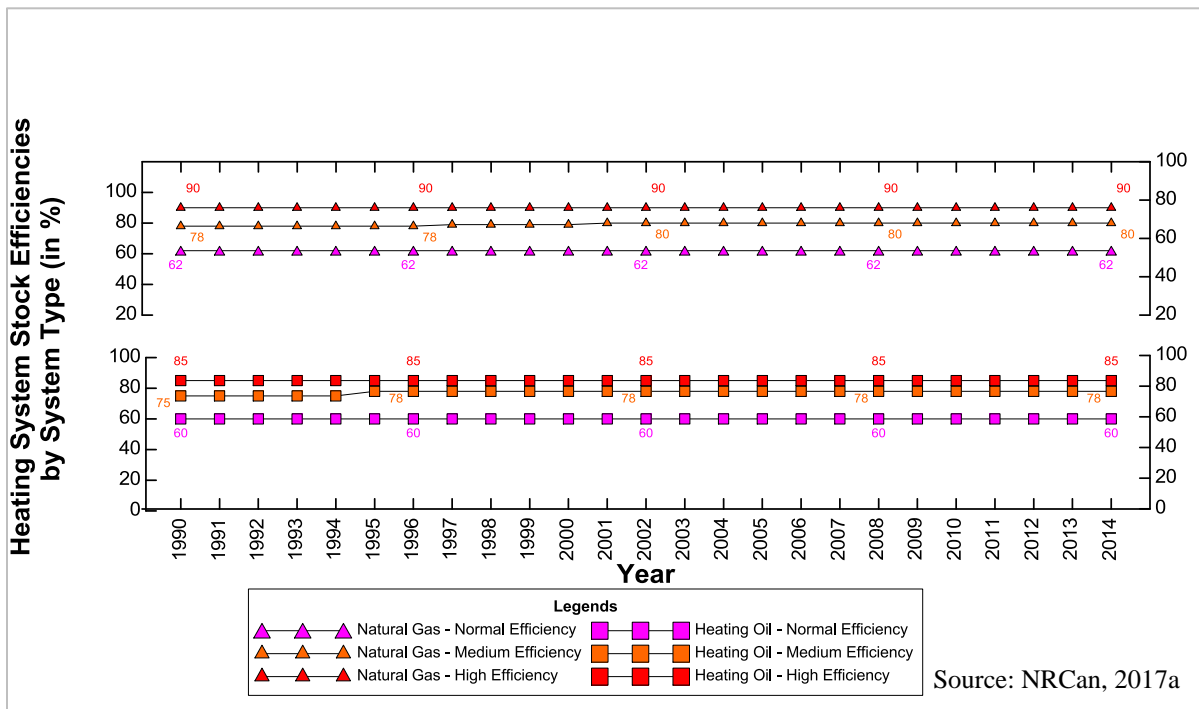 Heating System Stock Efficiencies
by System Type (in %)
100
80
60
40
20
100
80
60
40
20
90 90 90 90 90
78 78 80 80 80
62 62 62 62 62
100
80
60
40
20
0
100
80
60
40
20
0
85 85 85 85 85
75 78 78 78 78
60 60 60 60 60
1990 1991 1992 1993 1994 1995 1996 1997 1998 1999 2000 2001 2002 2003 2004 2005 2006 2007 2008 2009 2010 2011 2012 2013 2014
Year
Legends
Natural Gas - Normal Efficiency Heating Oil - Normal Efficiency
Natural Gas - Medium Efficiency Heating Oil - Medium Efficiency
Natural Gas - High Efficiency Heating Oil - High Efficiency
Source: NRCan, 2017a